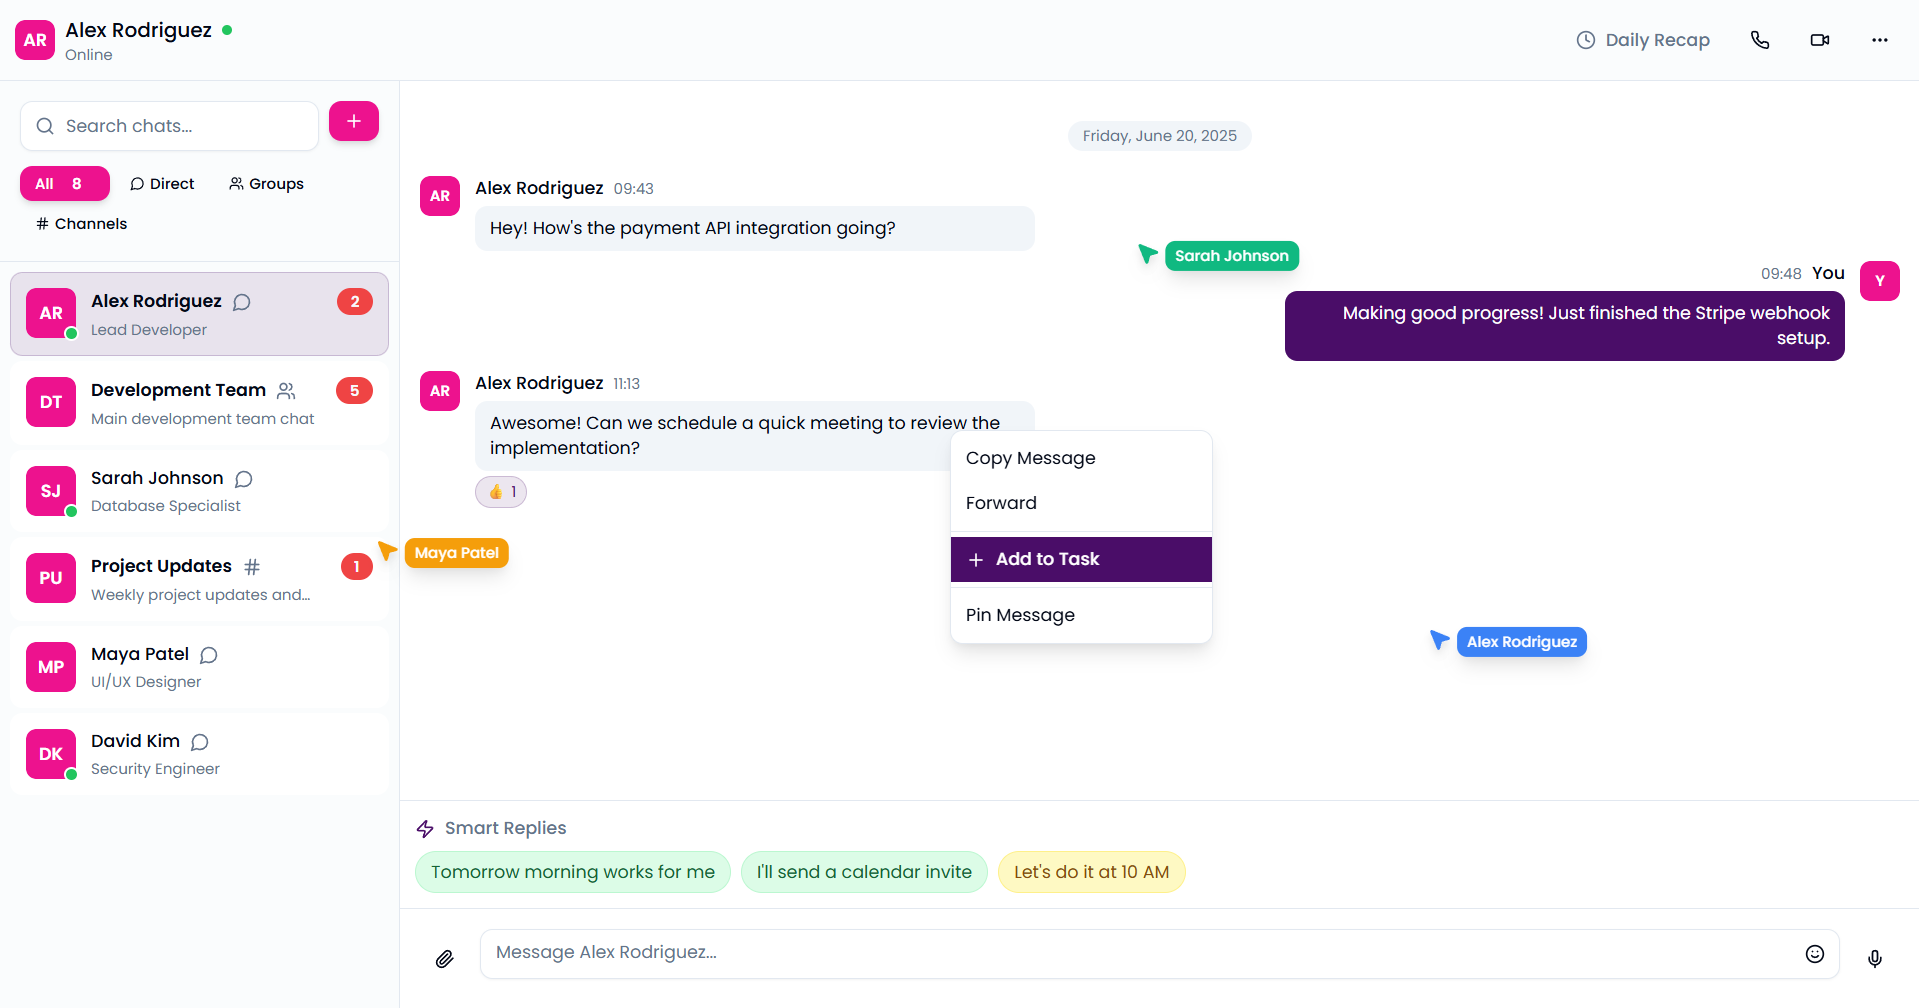 AR
Alex Rodriguez
Online
Daily Recap
Search chats...
All 8
Direct
Groups
# Channels
AR
Alex Rodriguez
2
Lead Developer
DT
Development Team
5
Main development team chat
SJ
Sarah Johnson
Database Specialist
PU
Project Updates #
1
Weekly project updates and...
MP
Maya Patel
UI/UX Designer
DK
David Kim
Security Engineer
Friday, June 20, 2025
AR
Alex Rodriguez 09:43
Hey! How's the payment API integration going?
Sarah Johnson
09:48 You
Y
Making good progress! Just finished the Stripe webhook
setup.
AR
Alex Rodriguez 11:13
Awesome! Can we schedule a quick meeting to review the
implementation?
👍 1
Maya Patel
Copy Message
Forward
+ Add to Task
Pin Message
Alex Rodriguez
Smart Replies
Tomorrow morning works for me
I'll send a calendar invite
Let's do it at 10 AM
Message Alex Rodriguez...